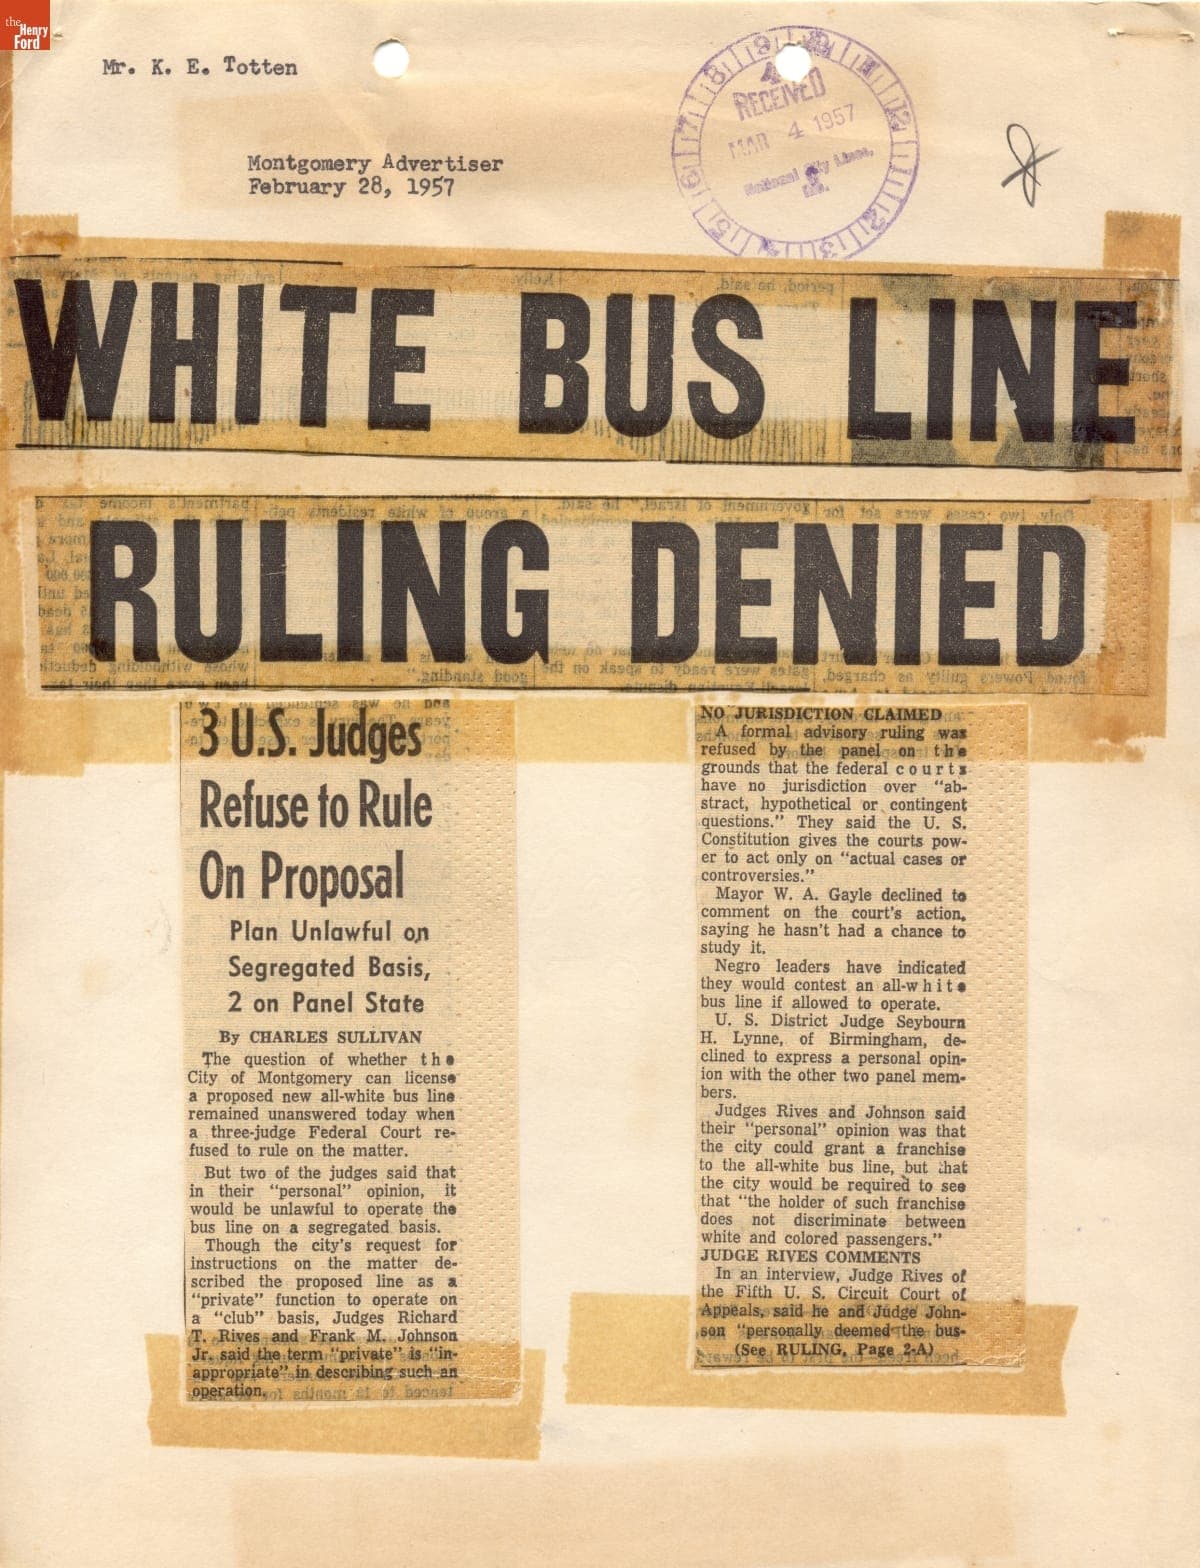 the
Henry
Ford
Mr. K. E. Totten
Montgomery Advertiser
February 28, 1957
RECEIVED
MAR 4 1957
National City Lines,
Inc.
WHITE BUS LINE
RULING DENIED
3 U.S. Judges
Refuse to Rule
On Proposal
Plan Unlawful on
Segregated Basis,
2 on Panel State
By CHARLES SULLIVAN
The question of whether the
City of Montgomery can license
a proposed new all-white bus line
remained unanswered today when
a three-judge Federal Court re-
fused to rule on the matter.
But two of the judges said that
in their "personal" opinion, it
would be unlawful to operate the
bus line on a segregated basis.
Though the city's request for
instructions on the matter de-
scribed the proposed line as a
"private" function to operate on
a "club" basis, Judges Richard
T. Rives and Frank M. Johnson
Jr. said the term "private" is "in-
appropriate" in describing such an
operation.
NO JURISDICTION CLAIMED
A formal advisory ruling was
refused by the panel on the
grounds that the federal courts
have no jurisdiction over "ab-
stract, hypothetical or contingent
questions." They said the U. S.
Constitution gives the courts pow-
er to act only on "actual cases or
controversies."
Mayor W. A. Gayle declined to
comment on the court's action,
saying he hasn't had a chance to
study it.
Negro leaders have indicated
they would contest an all-white
bus line if allowed to operate.
U. S. District Judge Seybourn
H. Lynne, of Birmingham, de-
clined to express a personal opin-
ion with the other two panel mem-
bers.
Judges Rives and Johnson said
their "personal" opinion was that
the city could grant a franchise
to the all-white bus line, but that
the city would be required to see
that "the holder of such franchise
does not discriminate between
white and colored passengers."
JUDGE RIVES COMMENTS
In an interview, Judge Rives of
the Fifth U. S. Circuit Court of
Appeals, said he and Judge John-
son "personally deemed the bus-
(See RULING, Page 2-A)